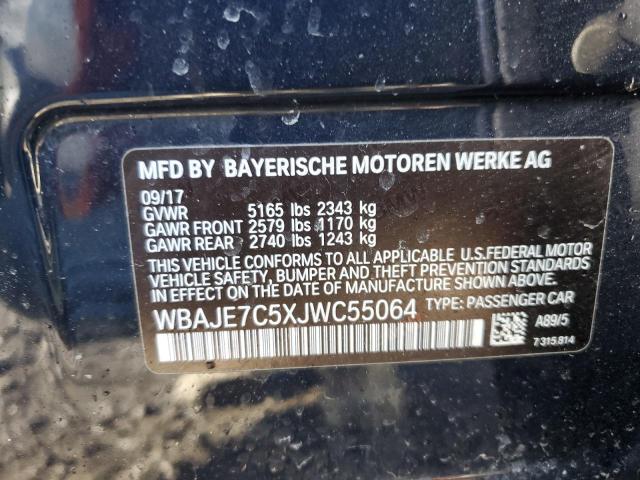 MFD BY BAYERISCHE MOTOREN WERKE AG
09/17
GVWR 5165 lbs 2343 kg
GAWR FRONT 2579 lbs 1170 kg
GAWR REAR 2740 lbs 1243 kg
THIS VEHICLE CONFORMS TO ALL APPLICABLE U.S.FEDERAL MOTOR
VEHICLE SAFETY, BUMPER AND THEFT PREVENTION STANDARDS
IN EFFECT ON THE DATE OF MANUFACTURE SHOWN ABOVE.
WBAJE7C5XJWC55064 TYPE: PASSENGER CAR
A89/5
7 315 814